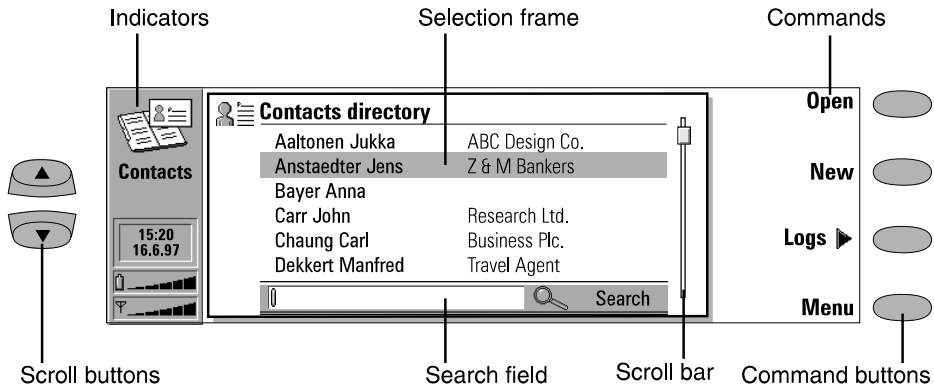 Indicators
Selection frame
Commands
Contacts
15:20
16.6.97
Contacts directory
Aaltonen Jukka ABC Design Co.
Anstaedter Jens Z & M Bankers
Bayer Anna
Carr John Research Ltd.
Chaung Carl Business Plc.
Dekkert Manfred Travel Agent
Search
Open
New
Logs
Menu
Scroll buttons
Search field
Scroll bar
Command buttons